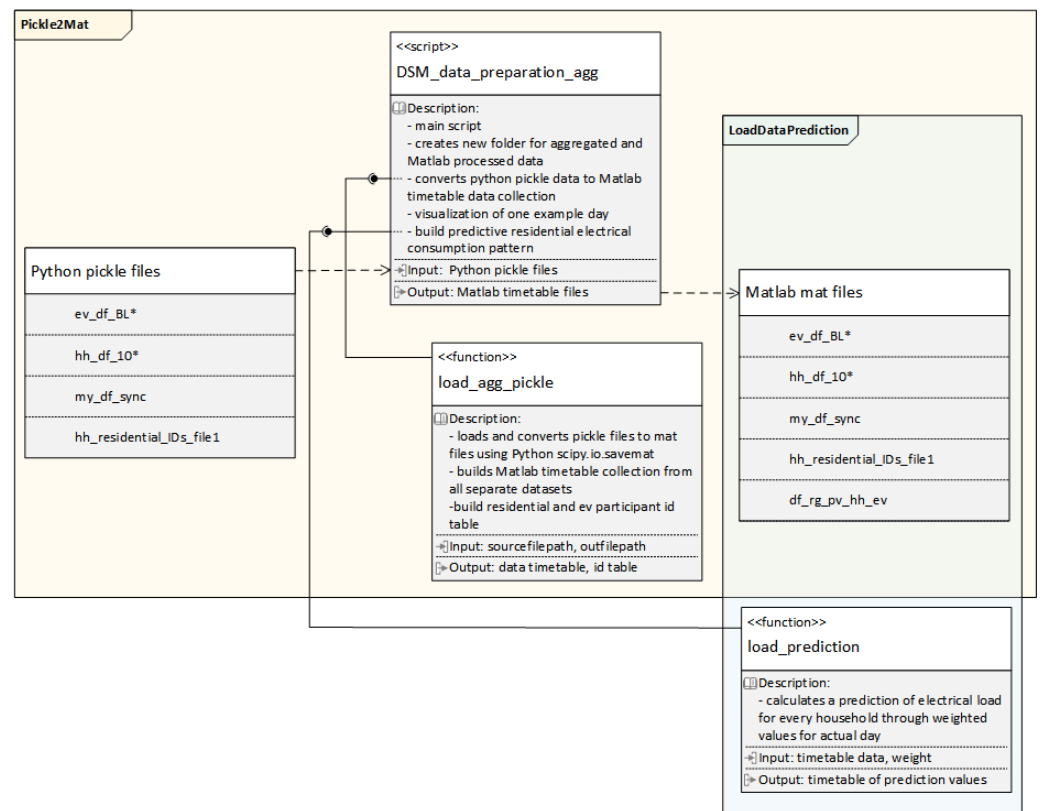 Pickle2Mat
<<script>>
DSM_data_preparation_agg
Description:
- main script
- creates new folder for aggregated and
Matlab processed data
- converts python pickle data to Matlab
timetable data collection
- visualization of one example day
- build predictive residential electrical
consumption pattern
Input: Python pickle files
Output: Matlab timetable files
LoadDataPrediction
Python pickle files
ev_df_BL*
hh_df_10*
my_df_sync
hh_residential_IDs_file1
Matlab mat files
ev_df_BL*
hh_df_10*
my_df_sync
hh_residential_IDs_file1
df_rg_pv_hh_ev
<<function>>
load_agg_pickle
Description:
- loads and converts pickle files to mat
files using Python scipy.io.savemat
- builds Matlab timetable collection from
all separate datasets
-build residential and ev participant id
table
Input: sourcefilepath, outfilepath
Output: data timetable, id table
<<function>>
load_prediction
Description:
- calculates a prediction of electrical load
for every household through weighted
values for actual day
Input: timetable data, weight
Output: timetable of prediction values